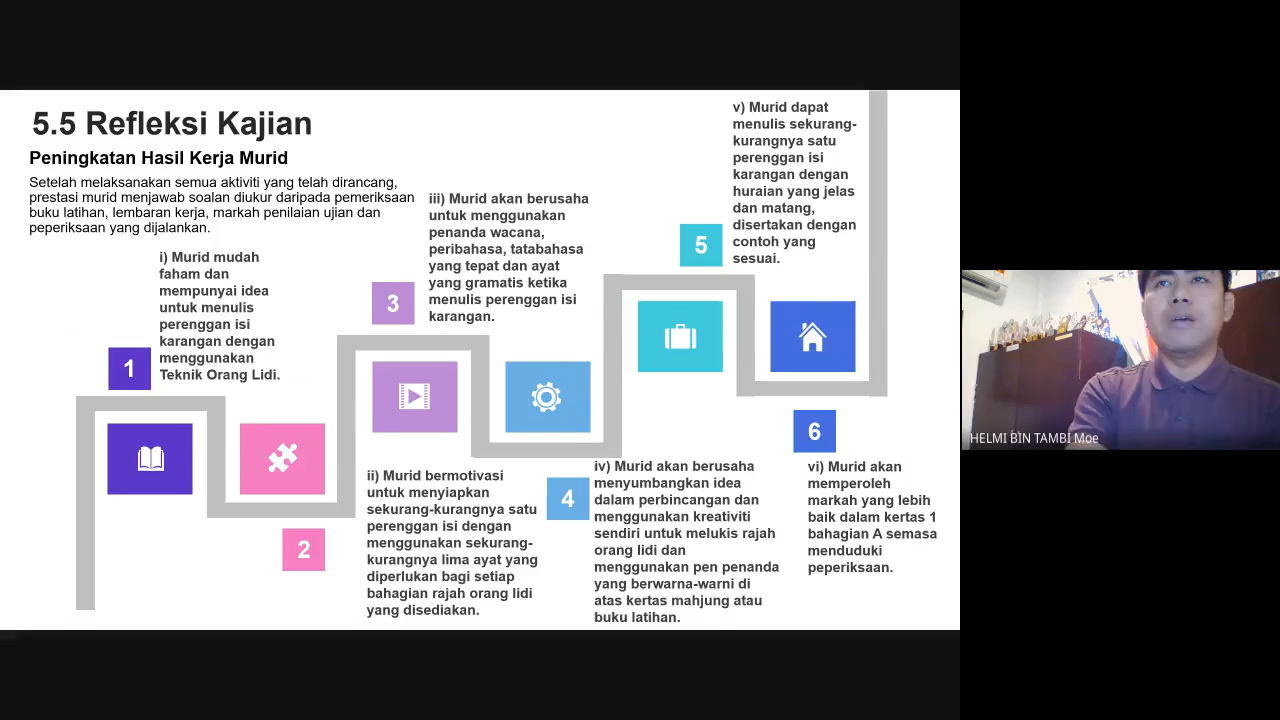 5.5 Refleksi Kajian
Peningkatan Hasil Kerja Murid
Setelah melaksanakan semua aktiviti yang telah dirancang,
prestasi murid menjawab soalan diukur daripada pemeriksaan
buku latihan, lembaran kerja, markah penilaian ujian dan
peperiksaan yang dijalankan.
1
i) Murid mudah
faham dan
mempunyai idea
untuk menulis
perenggan isi
karangan dengan
menggunakan
Teknik Orang Lidi.
2
ii) Murid bermotivasi
untuk menyiapkan
sekurang-kurangnya satu
perenggan isi dengan
menggunakan sekurang-
kurangnya lima ayat yang
diperlukan bagi setiap
bahagian rajah orang lidi
yang disediakan.
3
iii) Murid akan berusaha
untuk menggunakan
penanda wacana,
peribahasa, tatabahasa
yang tepat dan ayat
yang gramatis ketika
menulis perenggan isi
karangan.
4
iv) Murid akan berusaha
menyumbangkan idea
dalam perbincangan dan
menggunakan kreativiti
sendiri untuk melukis rajah
orang lidi dan
menggunakan pen penanda
yang berwarna-warni di
atas kertas mahjung atau
buku latihan.
5
v) Murid dapat
menulis sekurang-
kurangnya satu
perenggan isi
karangan dengan
huraian yang jelas
dan matang,
disertakan dengan
contoh yang
sesuai.
6
vi) Murid akan
memperoleh
markah yang lebih
baik dalam kertas 1
bahagian A semasa
menduduki
peperiksaan.
HELMI BIN TAMBI Moe